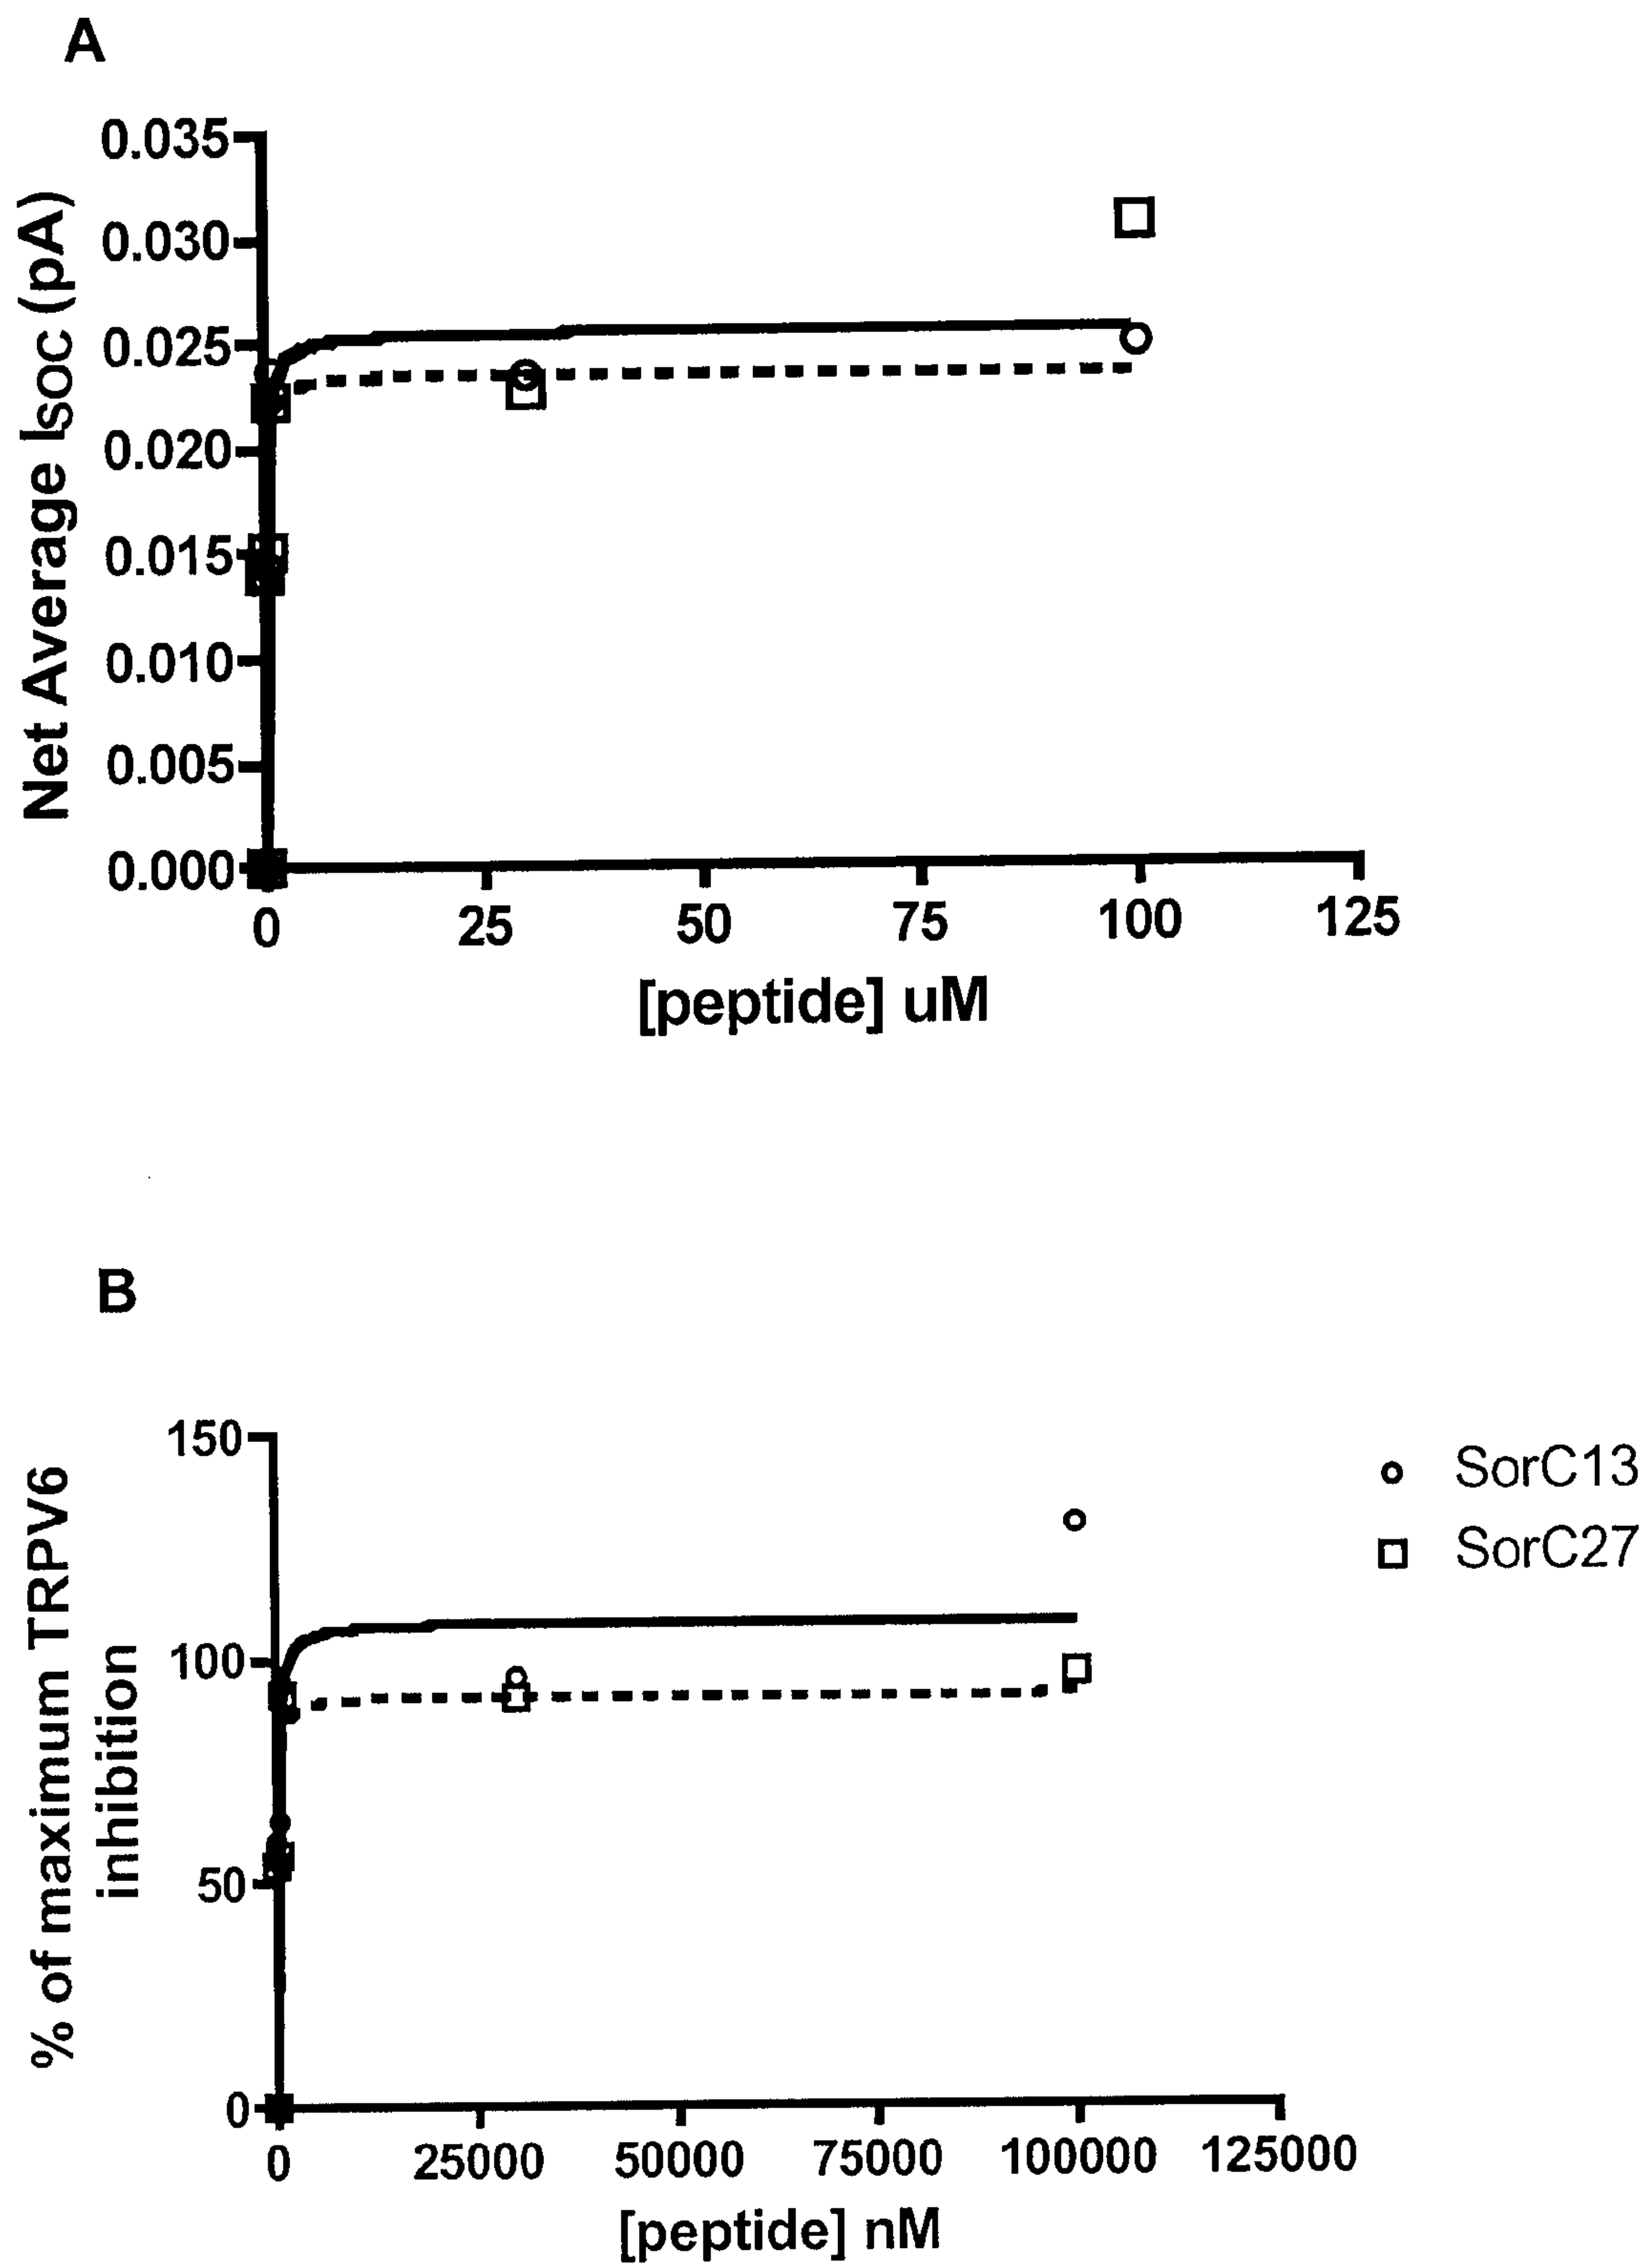 A
0.035
0.030
0.025
0.020
0.015
0.010
0.005
0.000
Net Average Isoc (pA)
0 25 50 75 100 125
[peptide] uM
B
150
100
50
0
% of maximum TRPV6
inhibition
SorC13
SorC27
0 25000 50000 75000 100000 125000
[peptide] nM